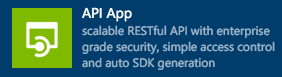 API App
scalable RESTful API with enterprise
grade security, simple access control
and auto SDK generation